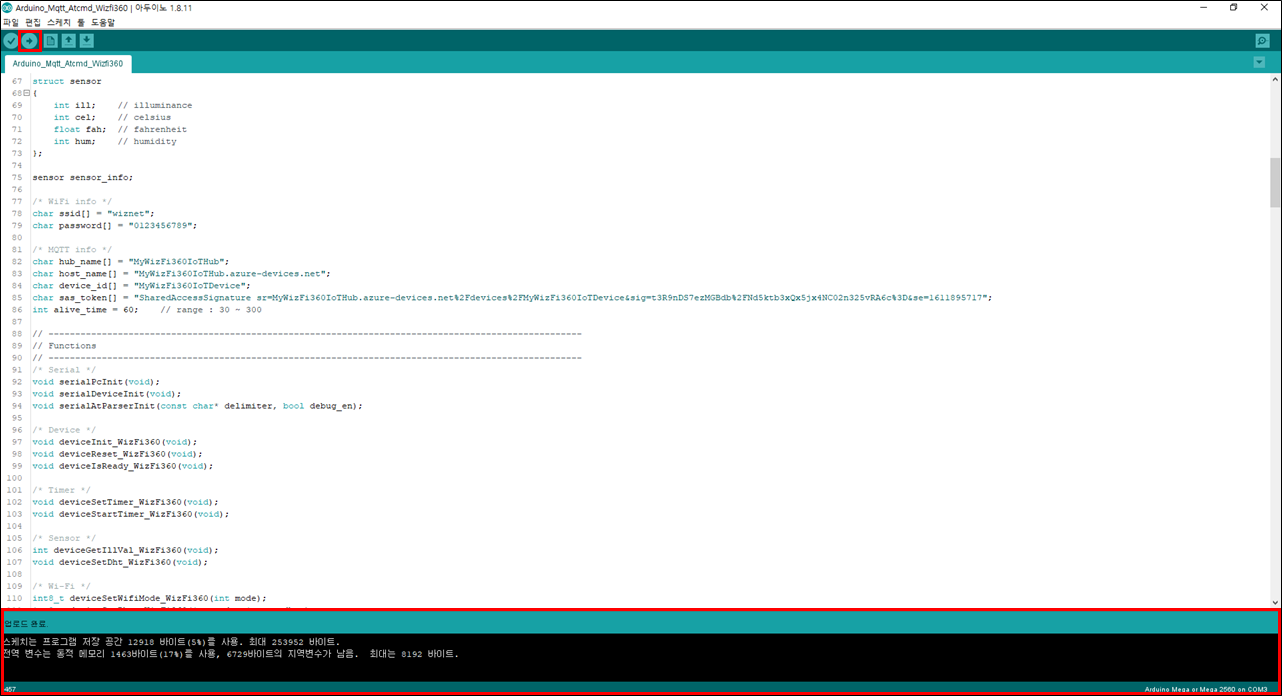 Arduino_Mqtt_Atcmd_Wizfi360 | 아두이노 1.8.11
파일 편집 스케치 툴 도움말
Arduino_Mqtt_Atcmd_Wizfi360
67 struct sensor
68 {
69 int ill; // illuminance
70 int cel; // celsius
71 float fah; // fahrenheit
72 int hum; // humidity
73 };
74
75 sensor sensor_info;
76
77 /* WiFi info */
78 char ssid[] = "wiznet";
79 char password[] = "0123456789";
80
81 /* MQTT info */
82 char hub_name[] = "MyWizFi360IoTHub";
83 char host_name[] = "MyWizFi360IoTHub.azure-devices.net";
84 char device_id[] = "MyWizFi360IoTDevice";
85 char sas_token[] = "SharedAccessSignature sr=MyWizFi360IoTHub.azure-devices.net%2Fdevices%2FMyWizFi360IoTDevice&sig=t3R9nDS7ezMGBdb%2FNd5ktb3xQx5jx4NC02n325vRA6c%3D&se=1611895717";
86 int alive_time = 60; // range : 30 ~ 300
87
88 // ----------------------------------------------------------------------------------------------------
89 // Functions
90 // ----------------------------------------------------------------------------------------------------
91 /* Serial */
92 void serialPcInit(void);
93 void serialDeviceInit(void);
94 void serialAtParserInit(const char* delimiter, bool debug_en);
95
96 /* Device */
97 void deviceInit_WizFi360(void);
98 void deviceReset_WizFi360(void);
99 void deviceIsReady_WizFi360(void);
100
101 /* Timer */
102 void deviceSetTimer_WizFi360(void);
103 void deviceStartTimer_WizFi360(void);
104
105 /* Sensor */
106 int deviceGetIllVal_WizFi360(void);
107 void deviceSetDht_WizFi360(void);
108
109 /* Wi-Fi */
110 int8_t deviceSetWifiMode_WizFi360(int mode);
업로드 완료.
스케치는 프로그램 저장 공간 12918 바이트(5%)를 사용. 최대 253952 바이트.
전역 변수는 동적 메모리 1463바이트(17%)를 사용, 6729바이트의 지역변수가 남음. 최대는 8192 바이트.
467
Arduino Mega or Mega 2560 on COM3